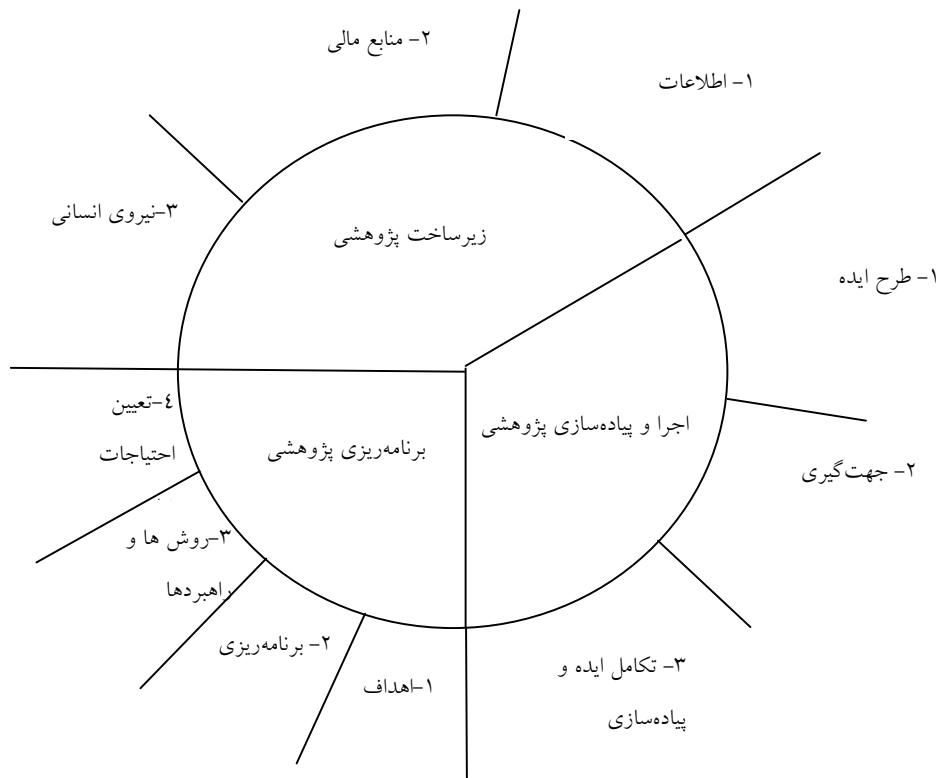 ۲- منابع مالی
۱- اطلاعات
۳-نیروی انسانی
زیرساخت پژوهشی
۱- طرح ایده
٤-تعیین
احتیاجات
برنامه‌ریزی پژوهشی
اجرا و پیاده‌سازی پژوهشی
۲- جهت‌گیری
۳-روش ها و
راهبردها
۲- برنامه‌ریزی
۱-اهداف
۳- تکامل ایده و
پیاده‌سازی